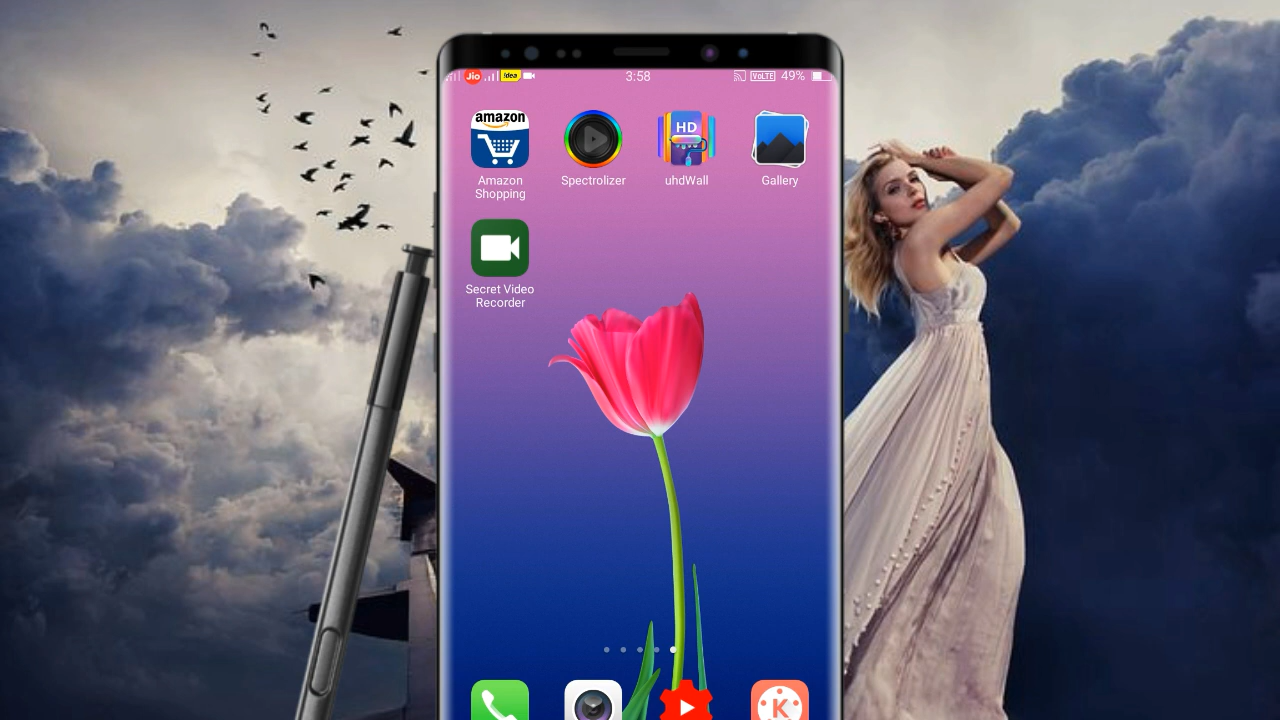 Jio idea 3:58 VoLTE 49%
amazon HD
Amazon Spectrolizer uhdWall Gallery
Shopping
Secret Video
Recorder
K